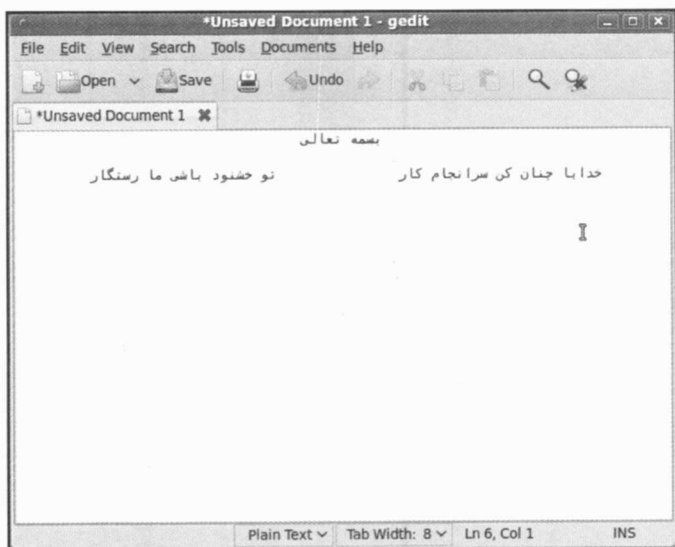 *Unsaved Document 1 - gedit
File Edit View Search Tools Documents Help
Open Save Undo
*Unsaved Document 1
بسمه تعالی
خدایا چنان کن سرانجام کار تو خشنود باشی ما رستگار
Plain Text Tab Width: 8 Ln 6, Col 1 INS